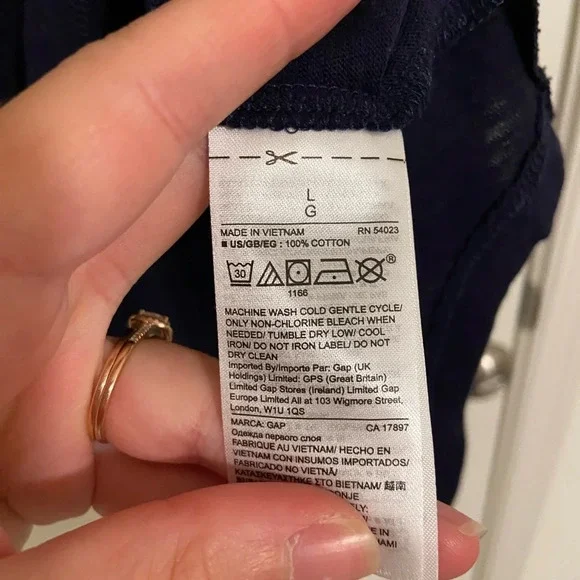 L
G
MADE IN VIETNAM RN 54023
US/GB/EG : 100% COTTON
30
®
1166
MACHINE WASH COLD GENTLE CYCLE/
ONLY NON-CHLORINE BLEACH WHEN
NEEDED/ TUMBLE DRY LOW/ COOL
IRON/ DO NOT IRON LABEL/ DO NOT
DRY CLEAN
Imported By/Importe Par: Gap (UK
Holdings) Limited: GPS (Great Britain)
Limited Gap Stores (Ireland) Limited Gap
Europe Limited All at 103 Wigmore Street,
London, W1U 1QS
MARCA: GAP CA 17897
Одежда первого слоя
FABRIQUE AU VIETNAM/ HECHO EN
VIETNAM CON INSUMOS IMPORTADOS/
FABRICADO NO VIETNÃ/
ΚΑΤΑΣΚΕΥΑΣΤΗΚΕ ΣΤΟ ΒΙΕΤΝΑΜ/ 越南